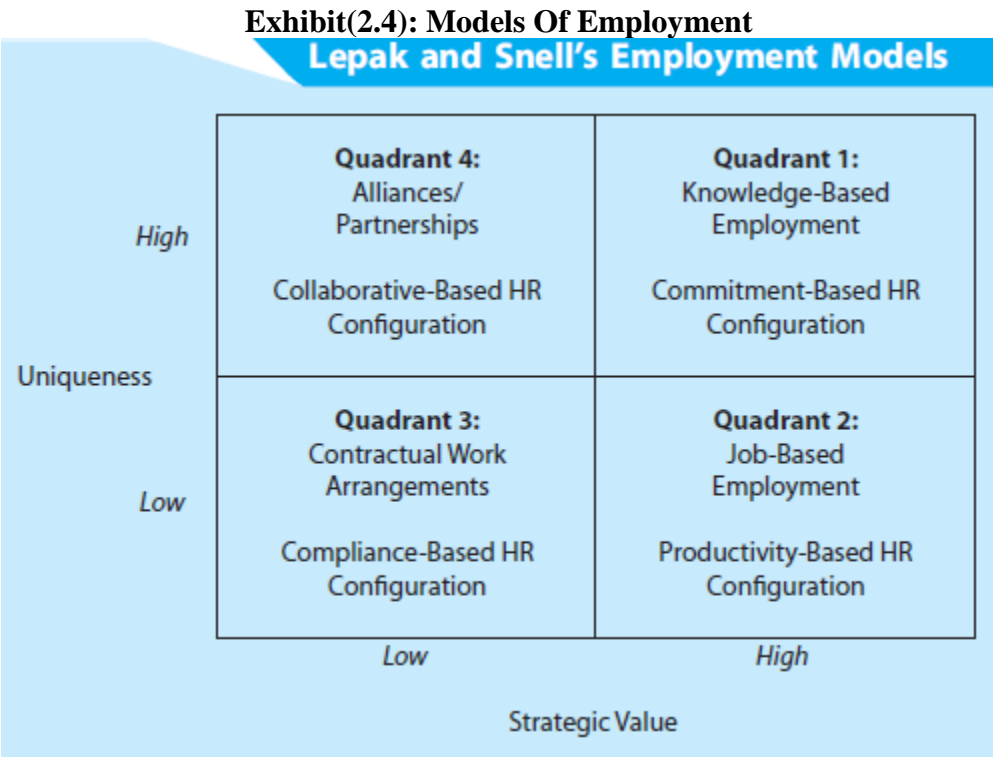 Exhibit(2.4): Models Of Employment
Lepak and Snell's Employment Models
Quadrant 4:
Alliances/
Partnerships
Collaborative-Based HR
Configuration
Quadrant 1:
Knowledge-Based
Employment
Commitment-Based HR
Configuration
High
Uniqueness
Quadrant 3:
Contractual Work
Arrangements
Compliance-Based HR
Configuration
Quadrant 2:
Job-Based
Employment
Productivity-Based HR
Configuration
Low
Low
High
Strategic Value